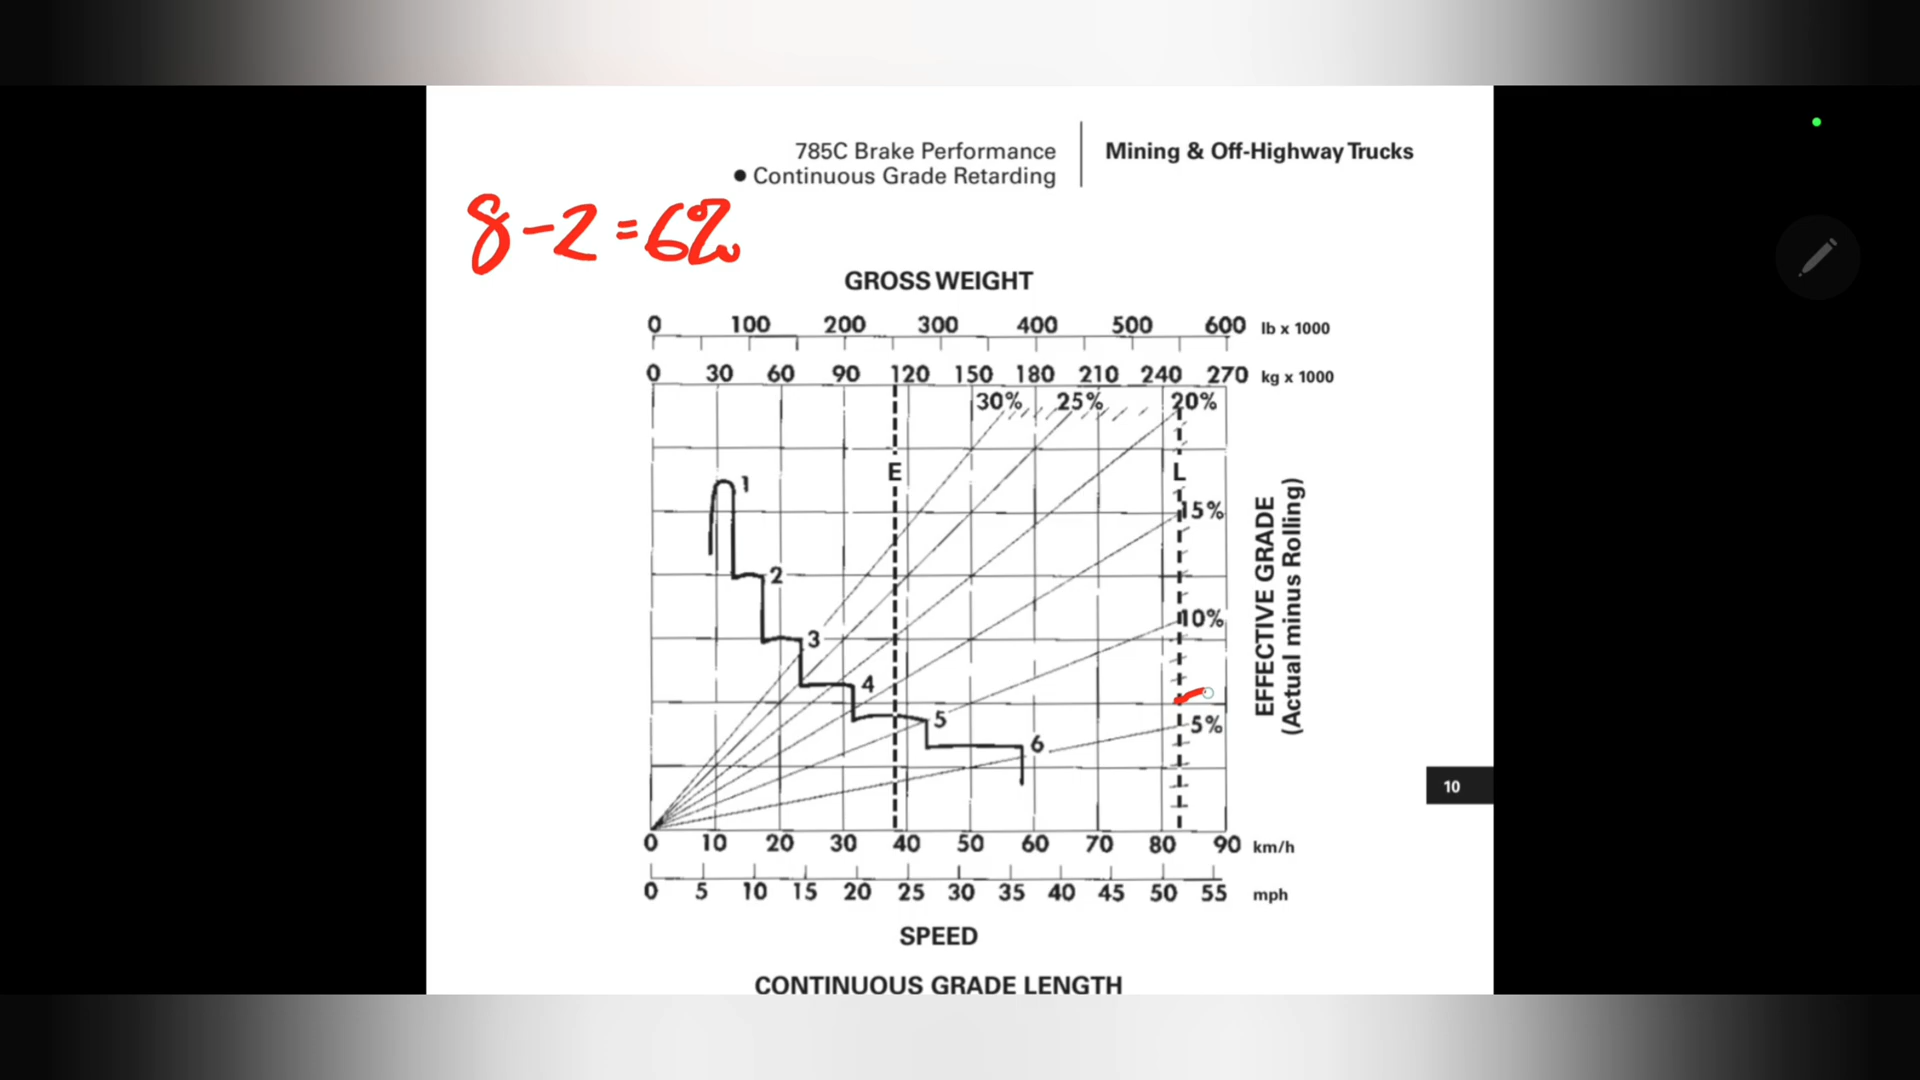 785C Brake Performance
● Continuous Grade Retarding
Mining & Off-Highway Trucks
8-2=6%
GROSS WEIGHT
0 100 200 300 400 500 600 lb x 1000
0 30 60 90 120 150 180 210 240 270 kg x 1000
30% 25% 20%
E L
1
15%
2
10%
3
4
5
5%
6
EFFECTIVE GRADE
(Actual minus Rolling)
10
0 10 20 30 40 50 60 70 80 90 km/h
0 5 10 15 20 25 30 35 40 45 50 55 mph
SPEED
CONTINUOUS GRADE LENGTH